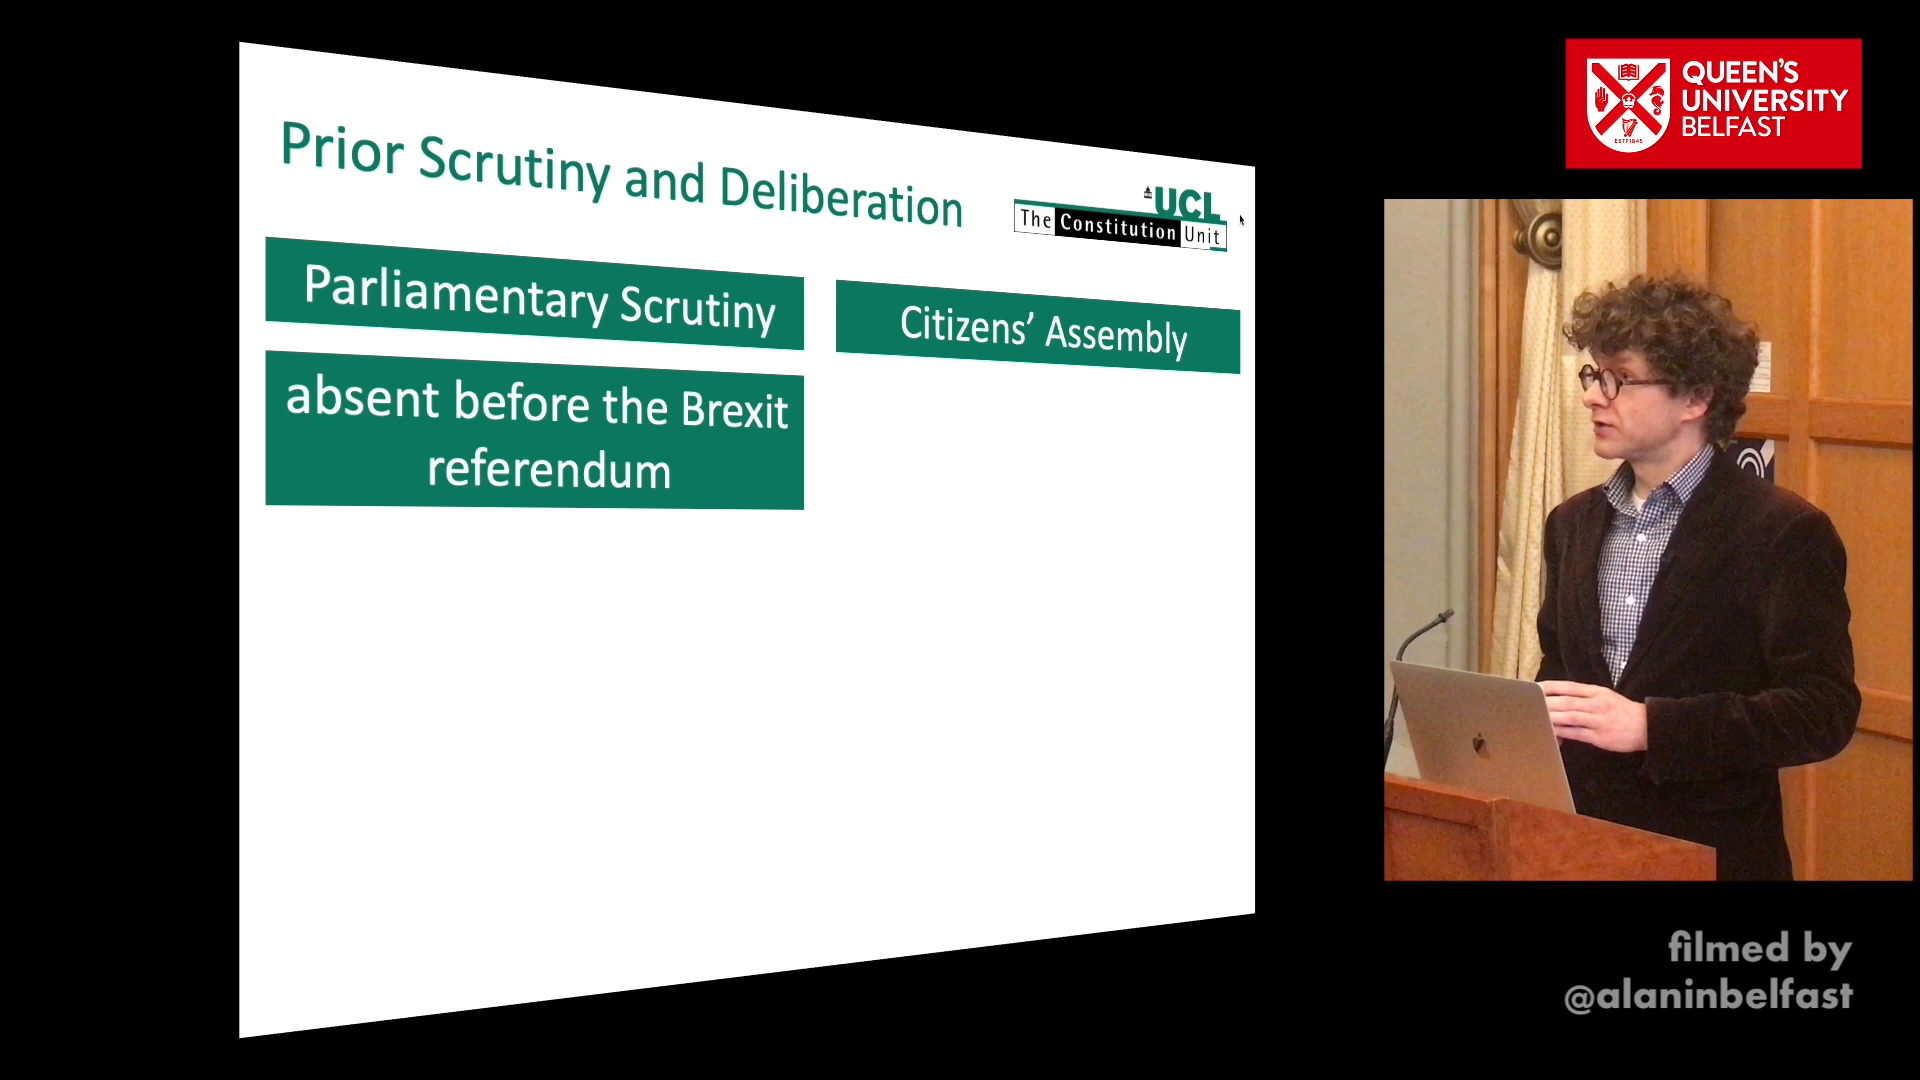 Prior Scrutiny and Deliberation
UCL
The Constitution Unit
Parliamentary Scrutiny
Citizens’ Assembly
absent before the Brexit
referendum
QUEEN’S
UNIVERSITY
BELFAST
ESTD1845
filmed by
@alaninbelfast